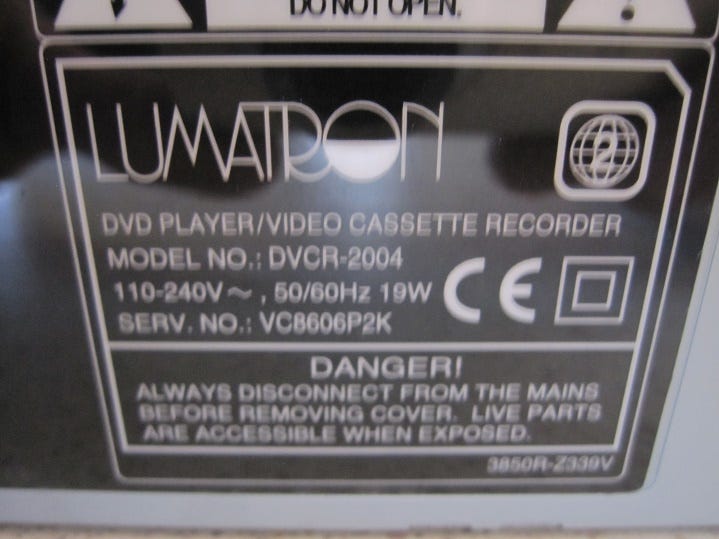 DO NOT OPEN.
LUMATRON
2
DVD PLAYER/VIDEO CASSETTE RECORDER
MODEL NO.: DVCR-2004
110-240V ~ , 50/60Hz 19W CE
SERV. NO.: VC8606P2K
DANGER!
ALWAYS DISCONNECT FROM THE MAINS
BEFORE REMOVING COVER. LIVE PARTS
ARE ACCESSIBLE WHEN EXPOSED.
3850R-Z339V